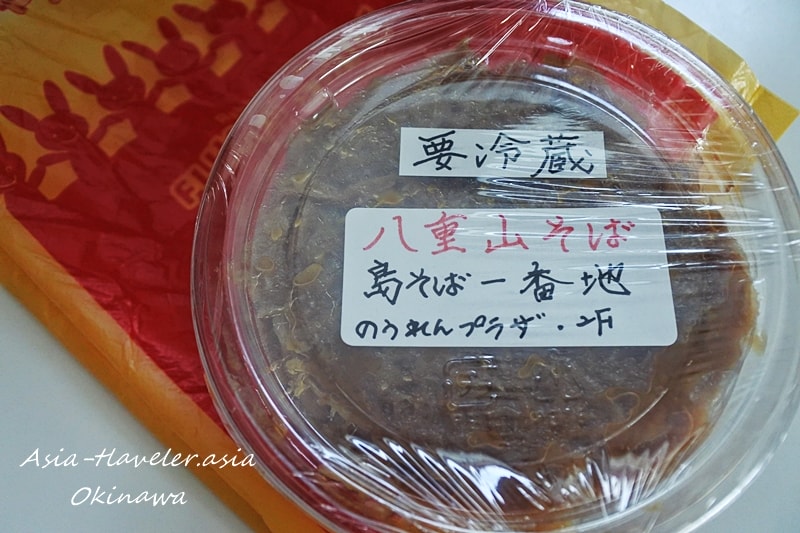 要冷蔵
八重山そば
島そば一番地
のうれんプラザ・2F
Asia-Traveler.asia
Okinawa